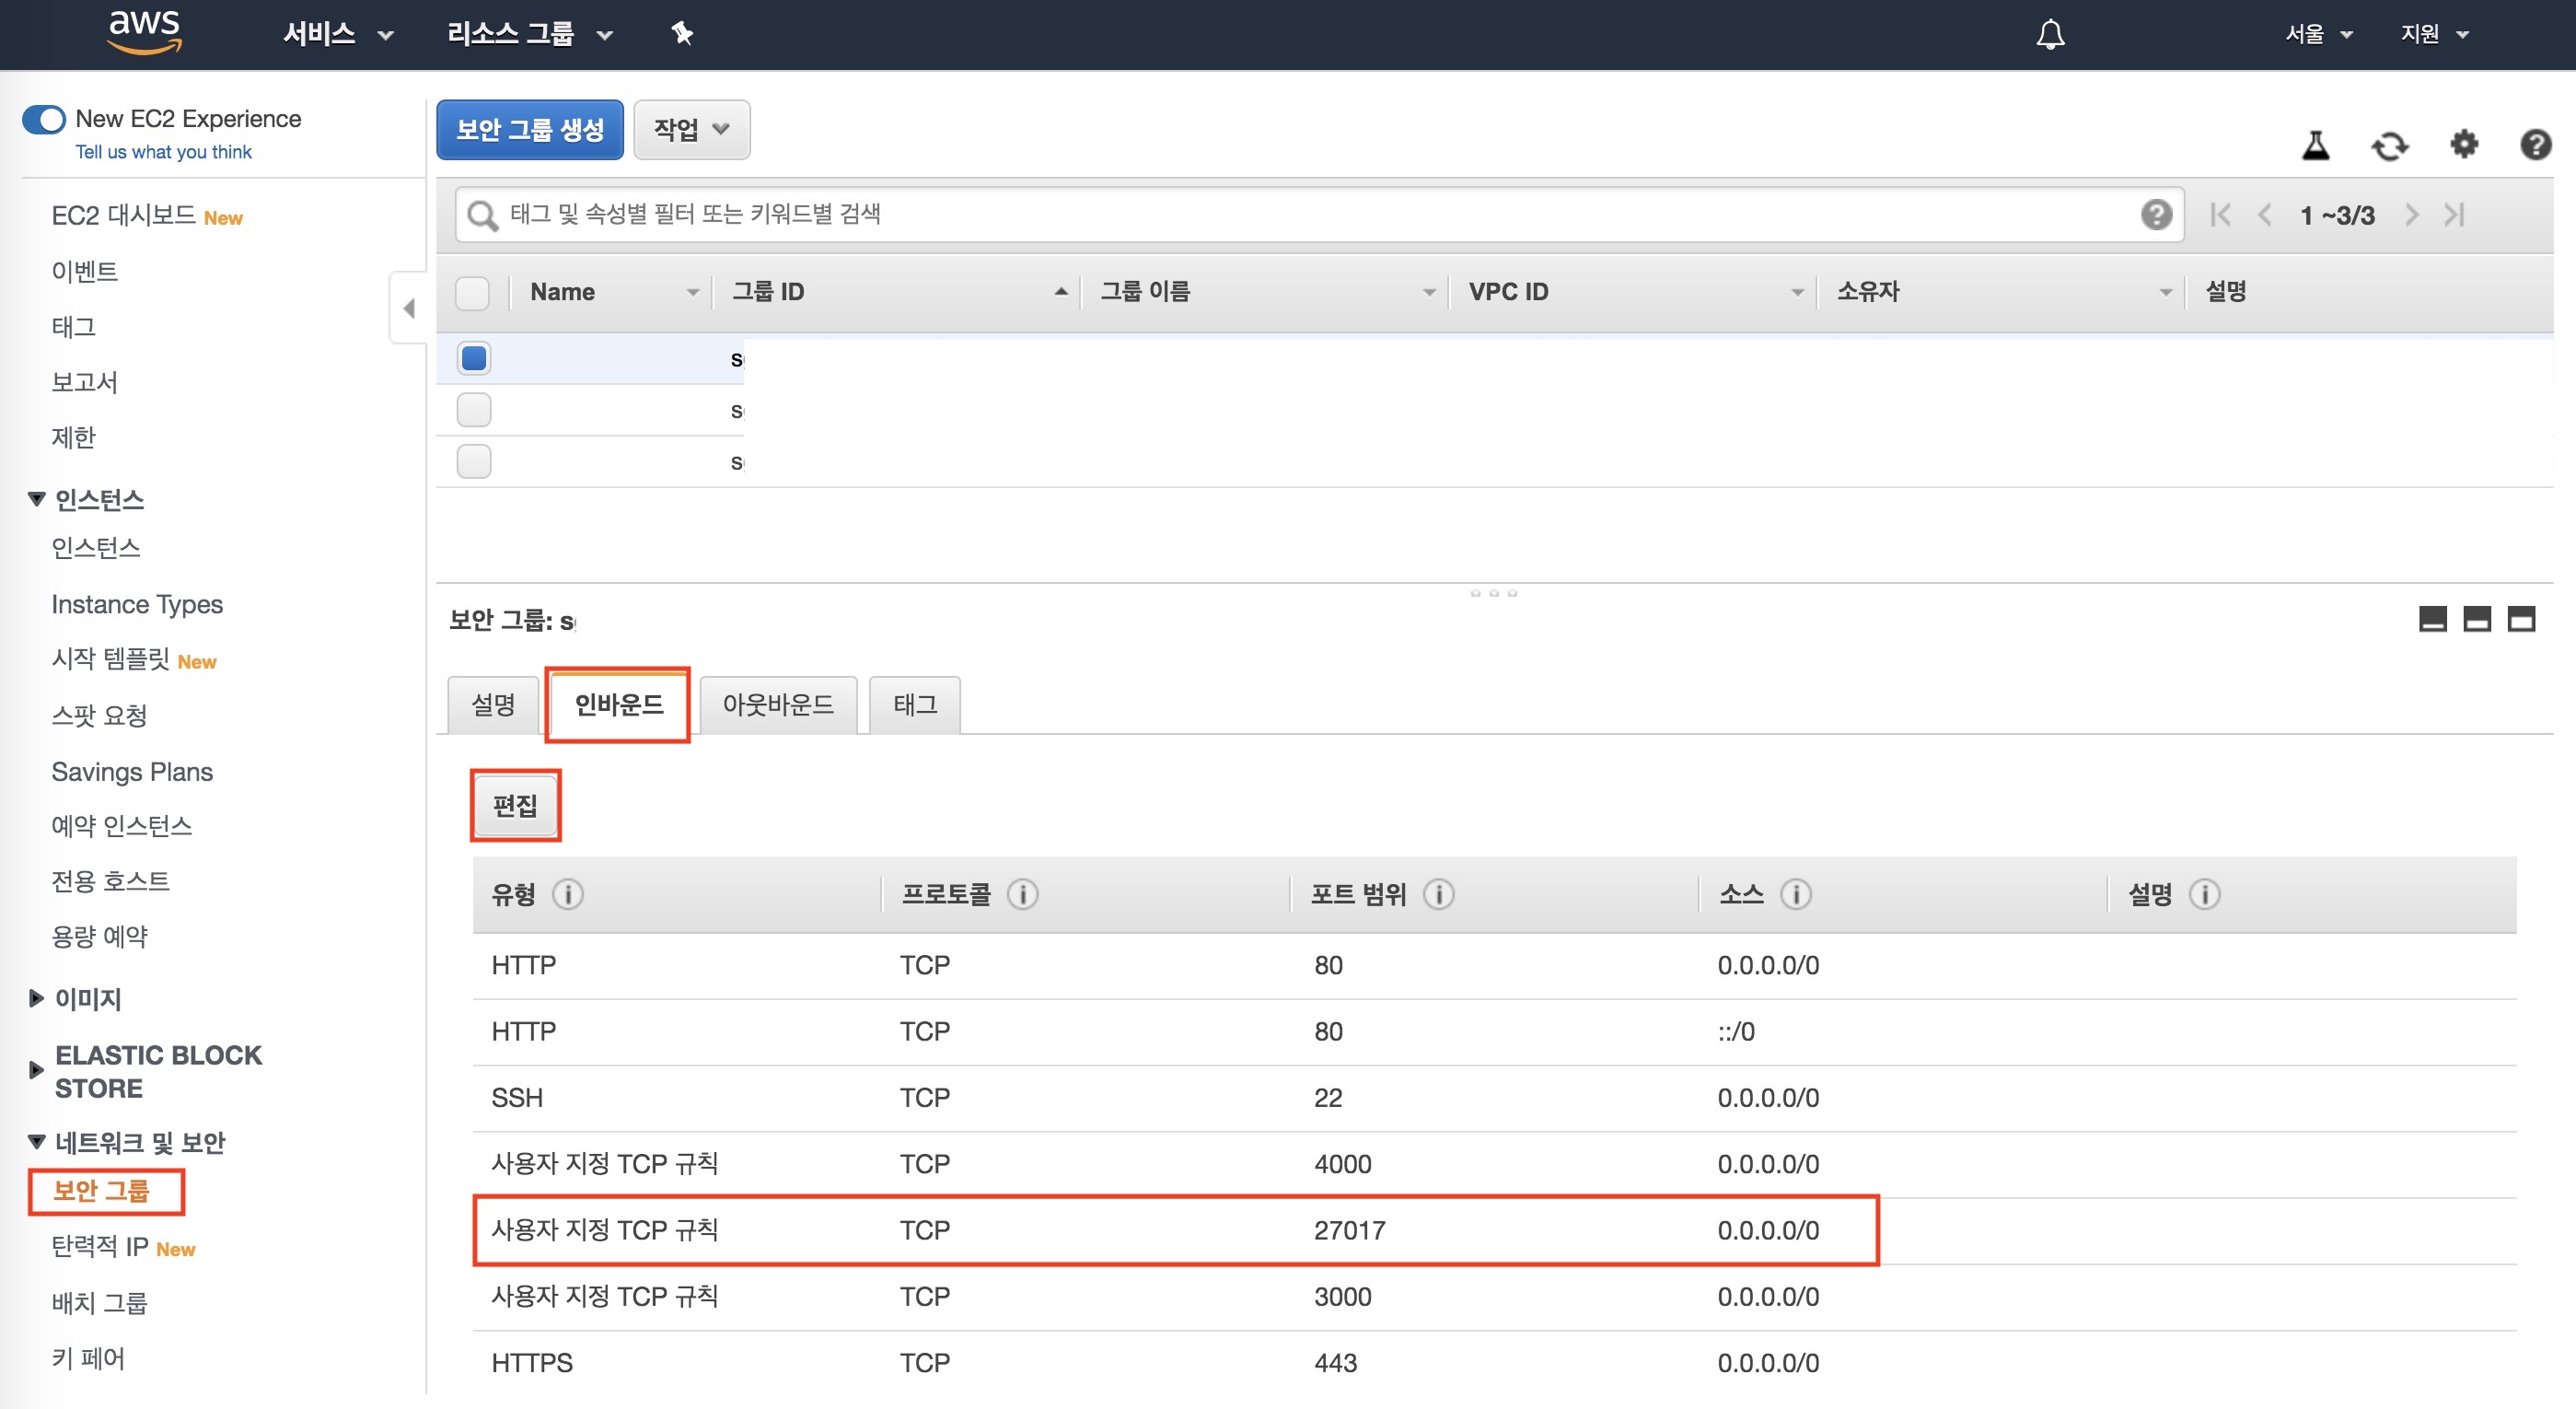 aws
서비스
리소스 그룹
서울
지원
New EC2 Experience
Tell us what you think
보안 그룹 생성
작업
태그 및 속성별 필터 또는 키워드별 검색
1 ~3/3
Name 그룹 ID 그룹 이름 VPC ID 소유자 설명
EC2 대시보드 New
이벤트
태그
보고서
제한
인스턴스
인스턴스
Instance Types
시작 템플릿 New
스팟 요청
Savings Plans
예약 인스턴스
전용 호스트
용량 예약
이미지
ELASTIC BLOCK
STORE
네트워크 및 보안
보안 그룹
탄력적 IP New
배치 그룹
키 페어
보안 그룹:
설명 인바운드 아웃바운드 태그
편집
유형 프로토콜 포트 범위 소스 설명
HTTP TCP 80 0.0.0.0/0
HTTP TCP 80 ::/0
SSH TCP 22 0.0.0.0/0
사용자 지정 TCP 규칙 TCP 4000 0.0.0.0/0
사용자 지정 TCP 규칙 TCP 27017 0.0.0.0/0
사용자 지정 TCP 규칙 TCP 3000 0.0.0.0/0
HTTPS TCP 443 0.0.0.0/0